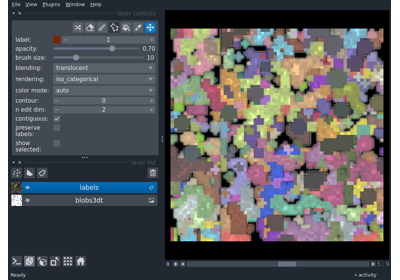 File View Plugins Window Help
layer controls
label: 1
opacity: 0.70
brush size: 10
blending: translucent
rendering: iso_categorical
color mode: auto
contour: 0
n edit dim: 2
contiguous:
preserve
labels:
show
selected:
layer list
labels
blobs3dt
Ready
activity